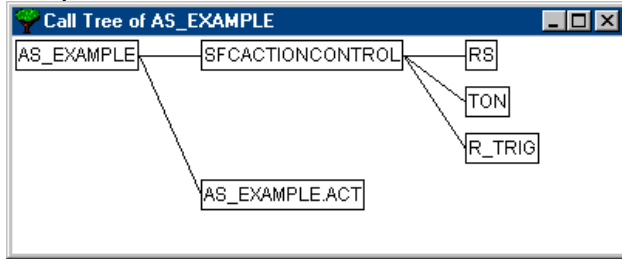 Call Tree of AS_EXAMPLE
AS_EXAMPLE SFCACTIONCONTROL RS
TON
R_TRIG
AS_EXAMPLE.ACT